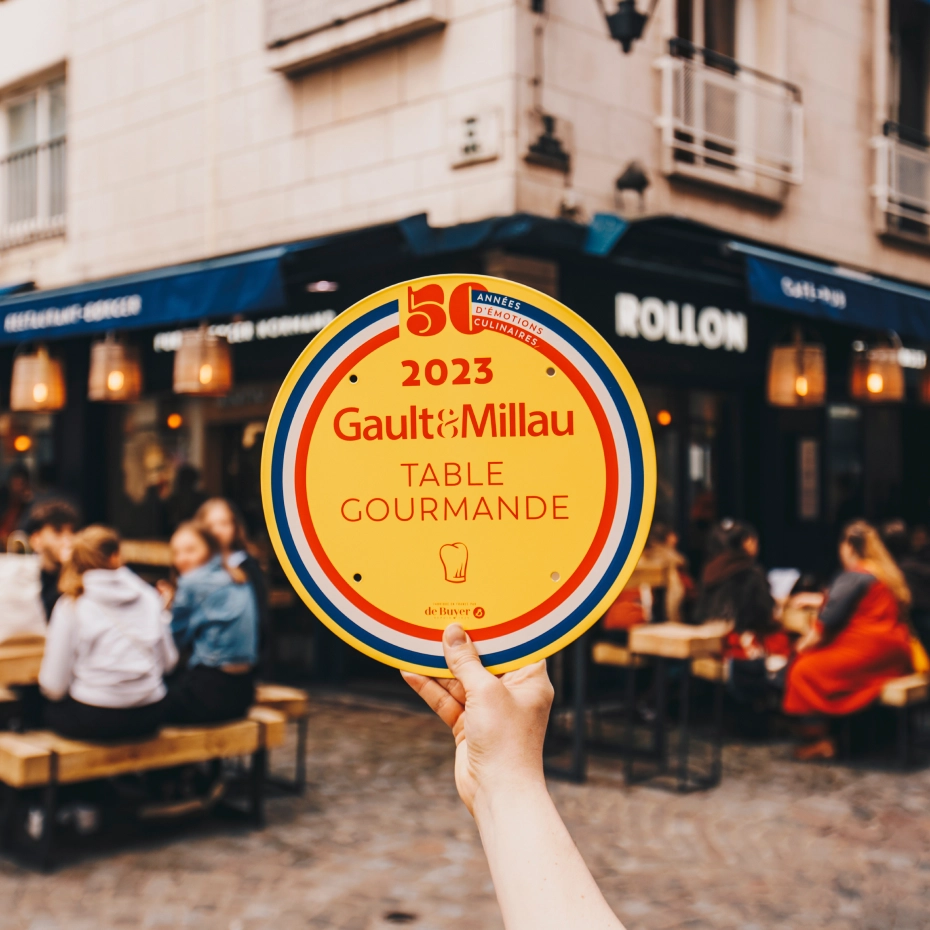 50
ANNÉES
D'ÉMOTIONS
CULINAIRES
2023
Gault&Millau
TABLE
GOURMANDE
de Buyer
ROLLON